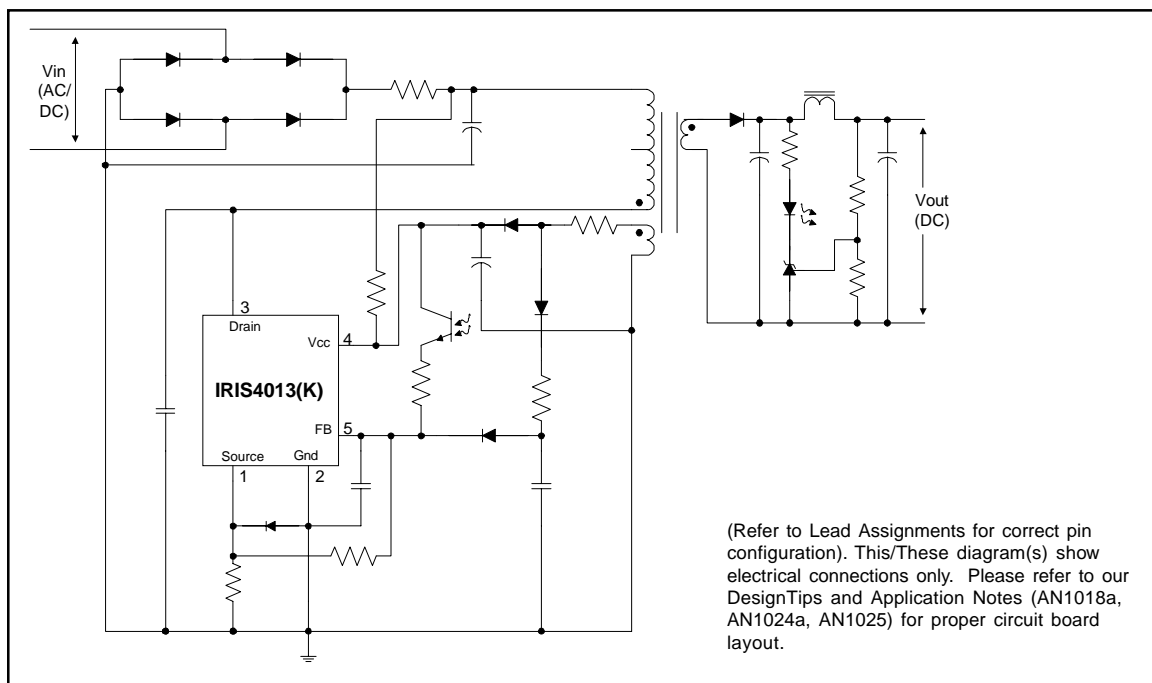 Vin
(AC/
DC)
Vout
(DC)
3
Drain
Vcc
4
IRIS4013(K)
FB
5
Source
Gnd
1
2
(Refer to Lead Assignments for correct pin
configuration). This/These diagram(s) show
electrical connections only. Please refer to our
DesignTips and Application Notes (AN1018a,
AN1024a, AN1025) for proper circuit board
layout.